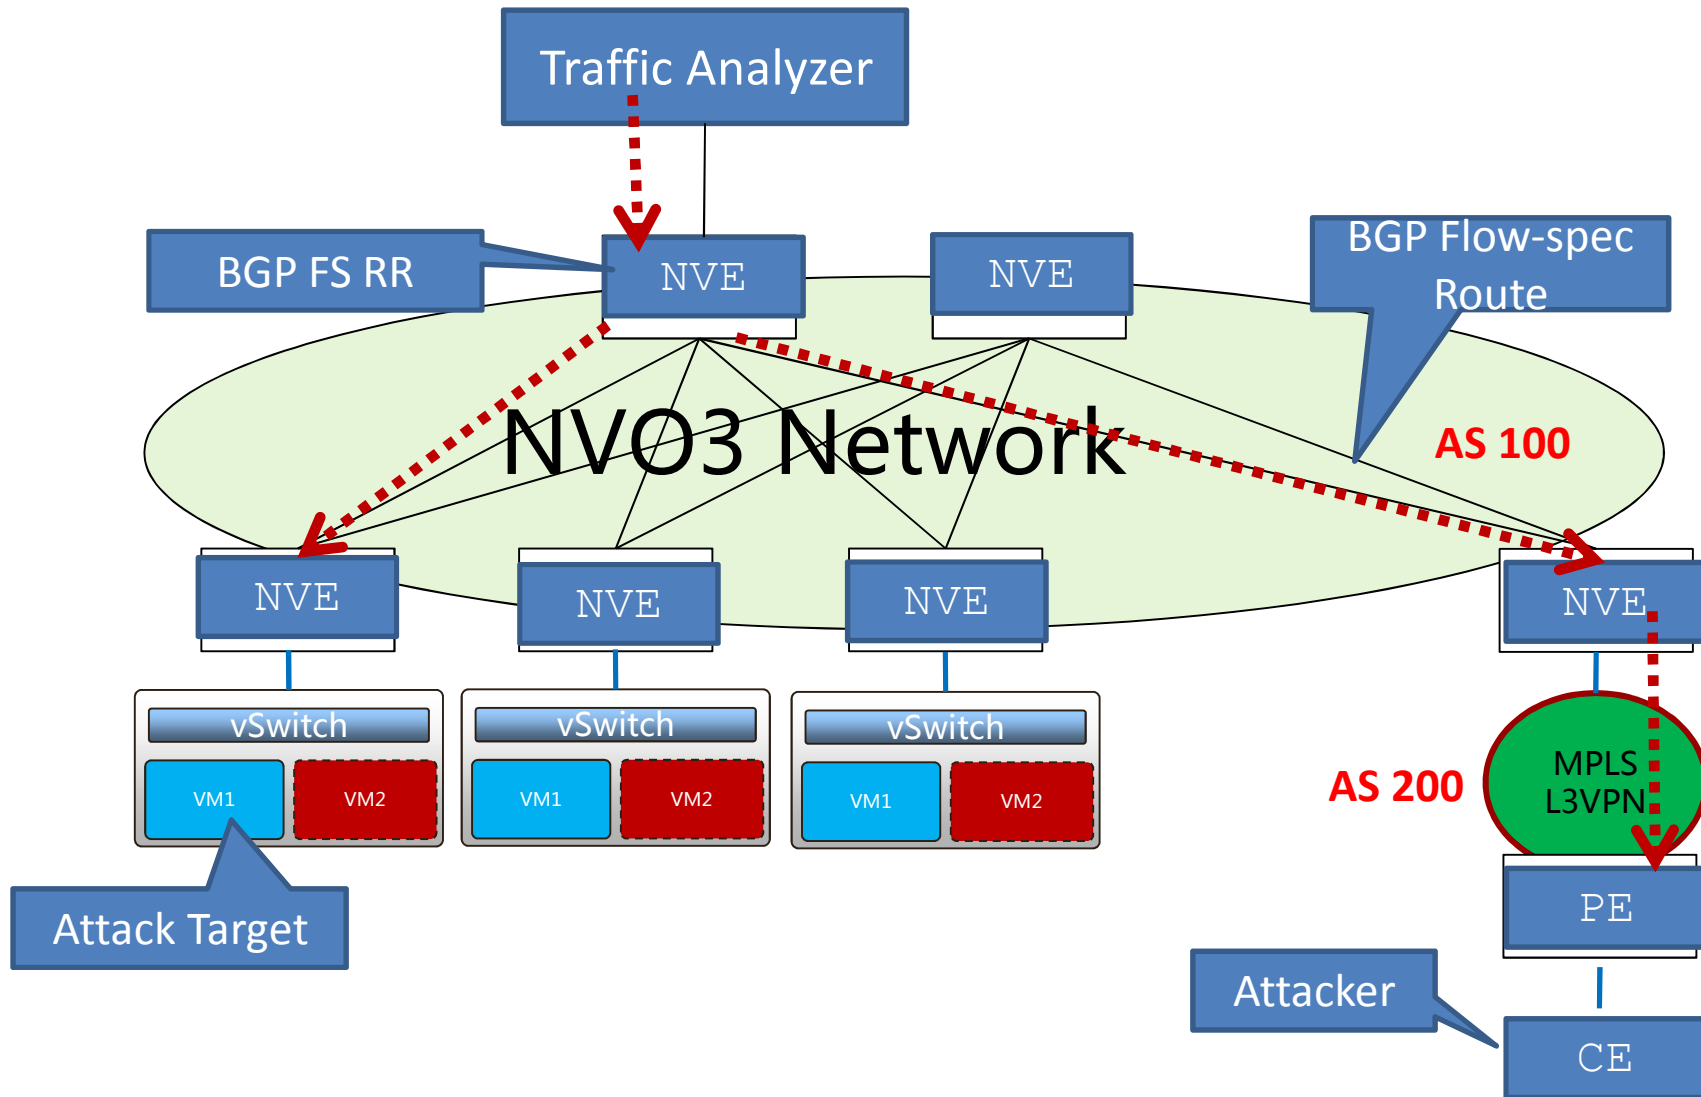 Traffic Analyzer
BGP FS RR
NVE
NVE
BGP Flow-spec
Route
NVO3 Network
AS 100
NVE
NVE
NVE
NVE
vSwitch
VM1
VM2
vSwitch
VM1
VM2
vSwitch
VM1
VM2
AS 200
MPLS
L3VPN
Attack Target
PE
Attacker
CE